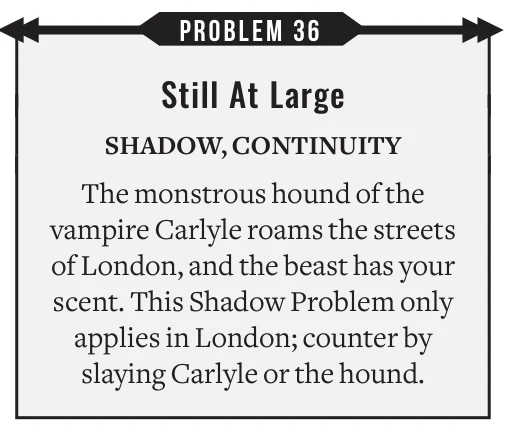 PROBLEM 36
Still At Large
SHADOW, CONTINUITY
The monstrous hound of the
vampire Carlyle roams the streets
of London, and the beast has your
scent. This Shadow Problem only
applies in London; counter by
slaying Carlyle or the hound.